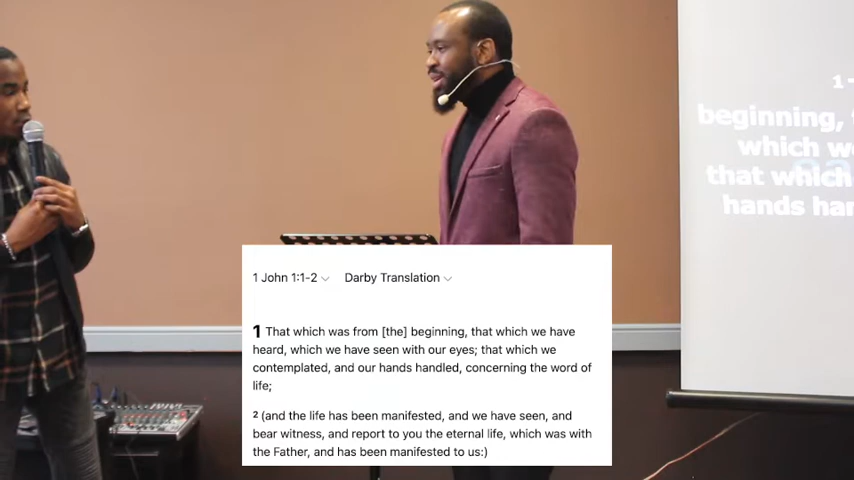 1-
beginning,
which we
that which
hands han
1 John 1:1-2 Darby Translation
1 That which was from [the] beginning, that which we have
heard, which we have seen with our eyes; that which we
contemplated, and our hands handled, concerning the word of
life;
2 (and the life has been manifested, and we have seen, and
bear witness, and report to you the eternal life, which was with
the Father, and has been manifested to us:)